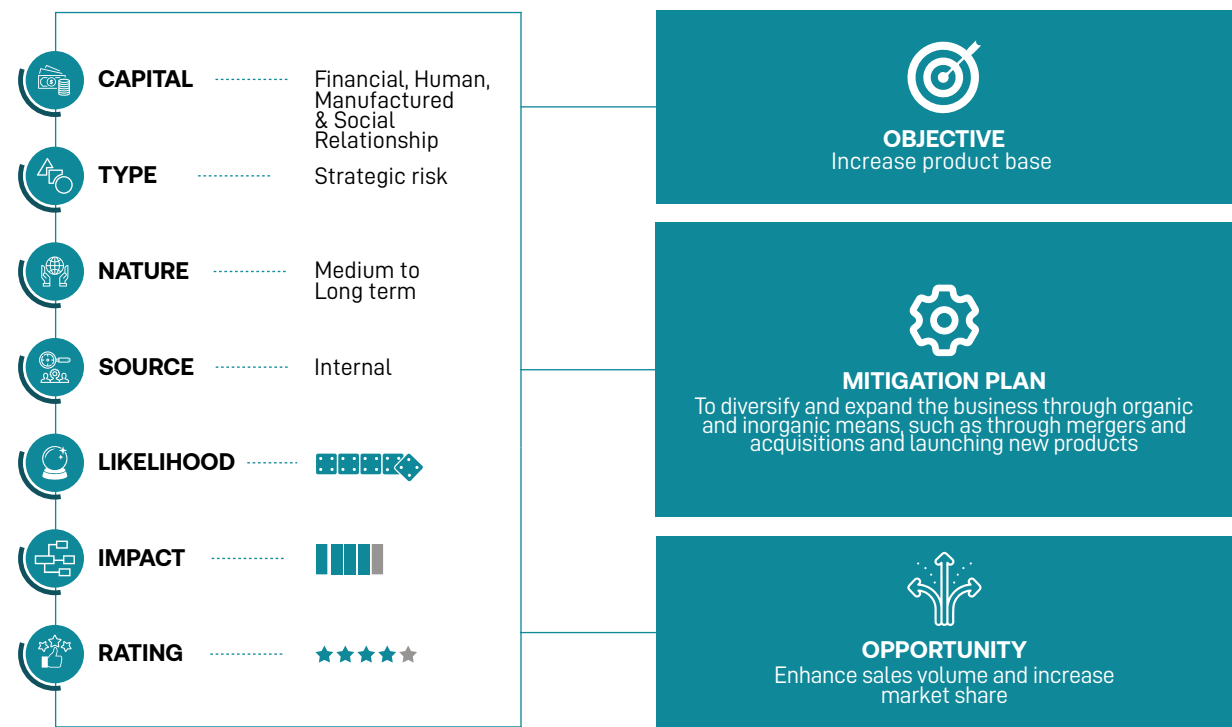 CAPITAL
Financial, Human,
Manufactured
& Social
Relationship
TYPE
Strategic risk
NATURE
Medium to
Long term
SOURCE
Internal
LIKELIHOOD
IMPACT
RATING
OBJECTIVE
Increase product base
MITIGATION PLAN
To diversify and expand the business through organic
and inorganic means, such as through mergers and
acquisitions and launching new products
OPPORTUNITY
Enhance sales volume and increase
market share